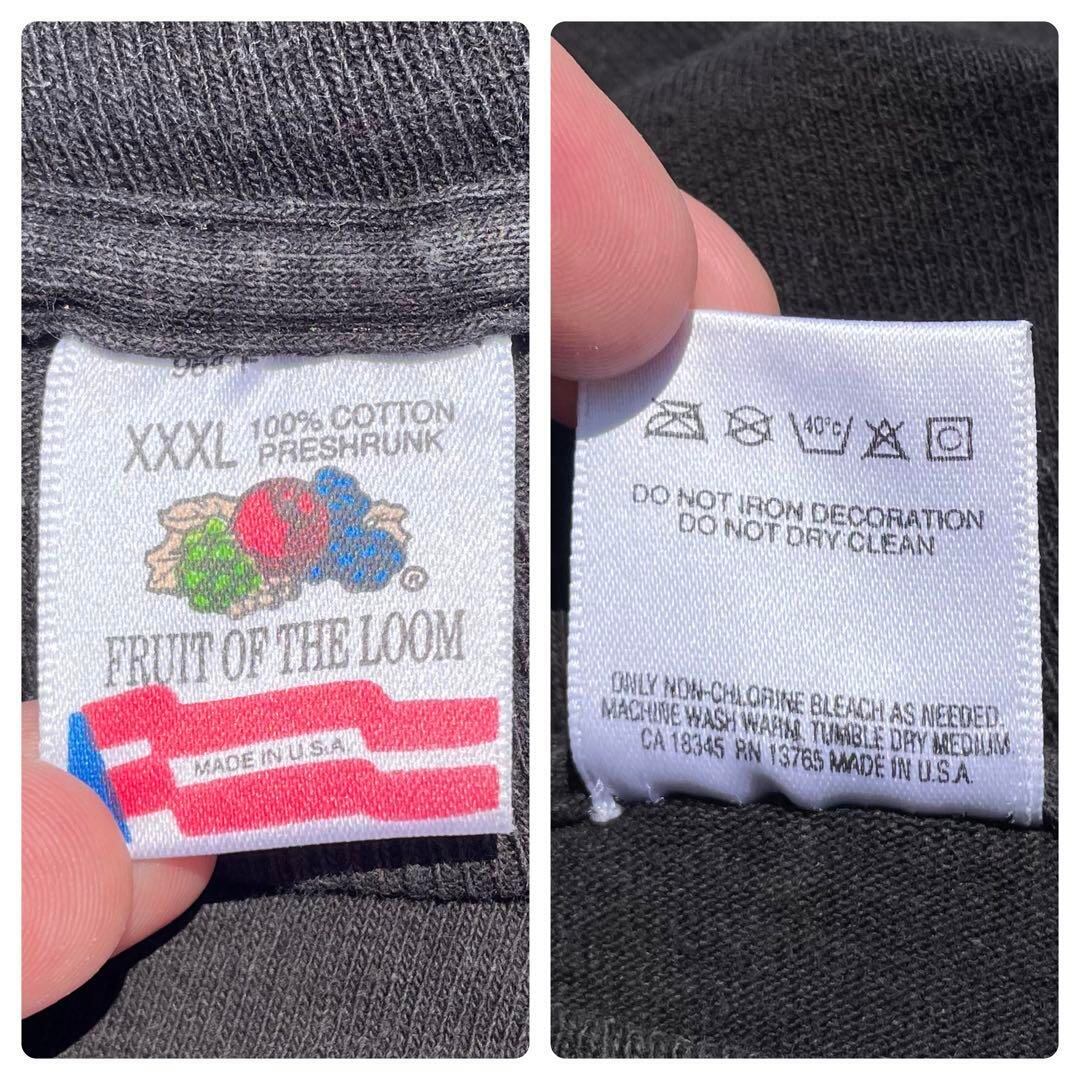 XXXL 100% COTTON
PRESHRUNK
®
FRUIT OF THE LOOM
MADE IN U.S.A.
40°c
DO NOT IRON DECORATION
DO NOT DRY CLEAN
ONLY NON-CHLORINE BLEACH AS NEEDED.
MACHINE WASH WARM, TUMBLE DRY MEDIUM.
CA 18345 RN 13765 MADE IN U.S.A.